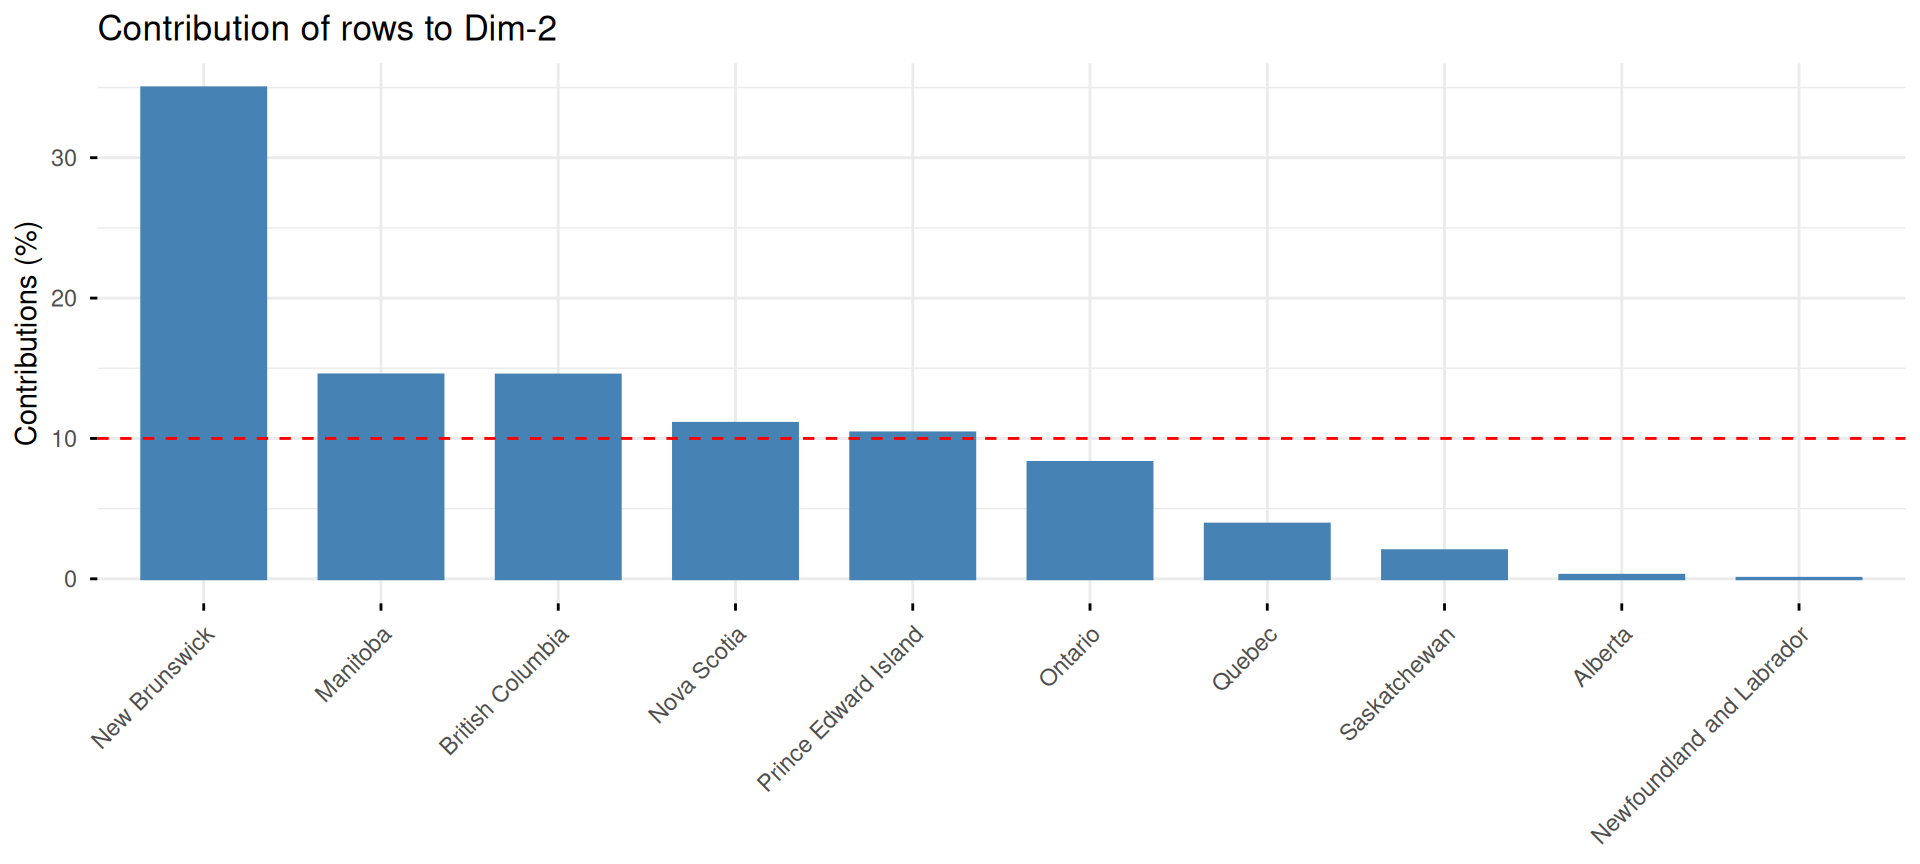 Contribution of rows to Dim-2
Contributions (%)
30
20
10
0
New Brunswick
Manitoba
British Columbia
Nova Scotia
Prince Edward Island
Ontario
Quebec
Saskatchewan
Alberta
Newfoundland and Labrador